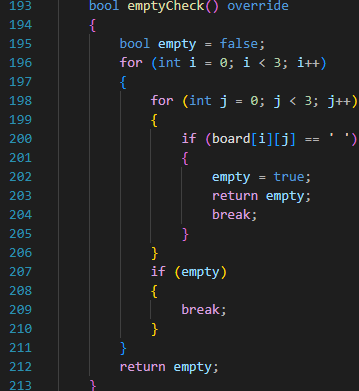 193 bool emptyCheck() override
194 {
195 bool empty = false;
196 for (int i = 0; i < 3; i++)
197 {
198 for (int j = 0; j < 3; j++)
199 {
200 if (board[i][j] == ' ')
201 {
202 empty = true;
203 return empty;
204 break;
205 }
206 }
207 if (empty)
208 {
209 break;
210 }
211 }
212 return empty;
213 }